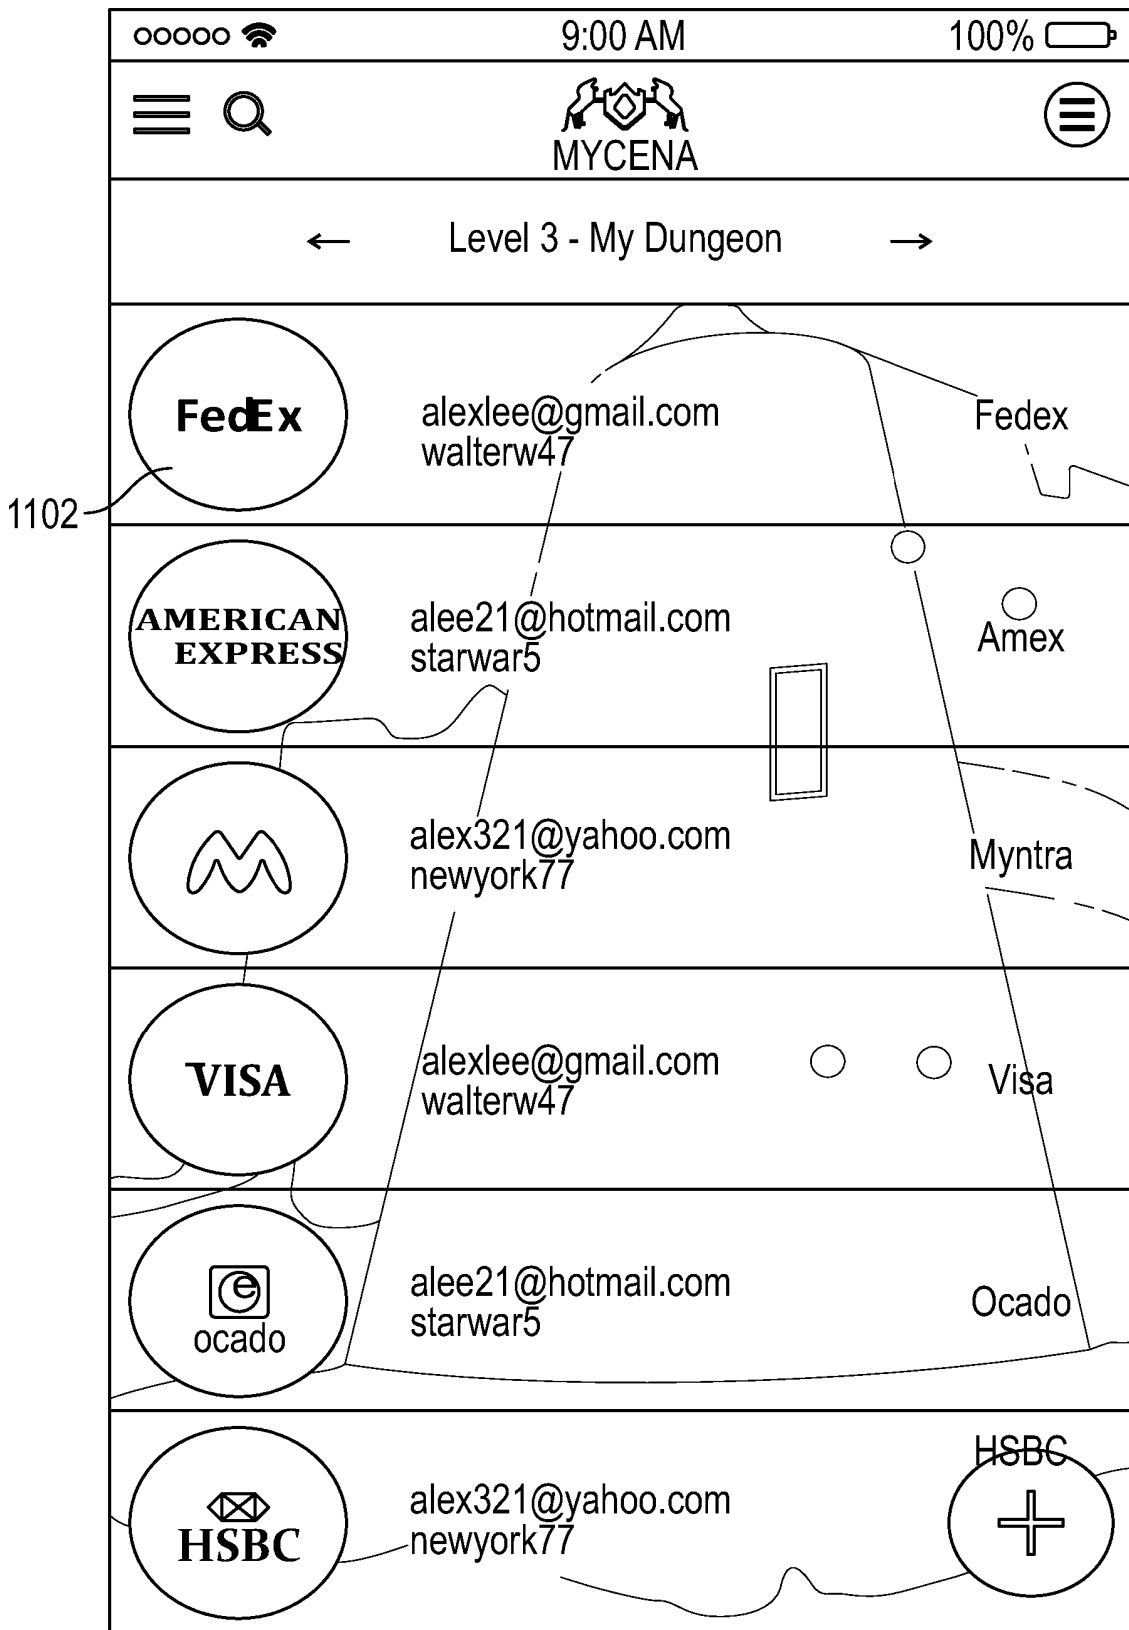 9:00 AM 100%
MYCENA
← Level 3 - My Dungeon →
FedEx alexlee@gmail.com Fedex
walterw47
1102
AMERICAN
EXPRESS
alee21@hotmail.com
starwar5
Amex
alex321@yahoo.com
newyork77
Myntra
VISA
alexlee@gmail.com
walterw47
Visa
e
ocado
alee21@hotmail.com
starwar5
Ocado
HSBC
alex321@yahoo.com
newyork77
HSBC